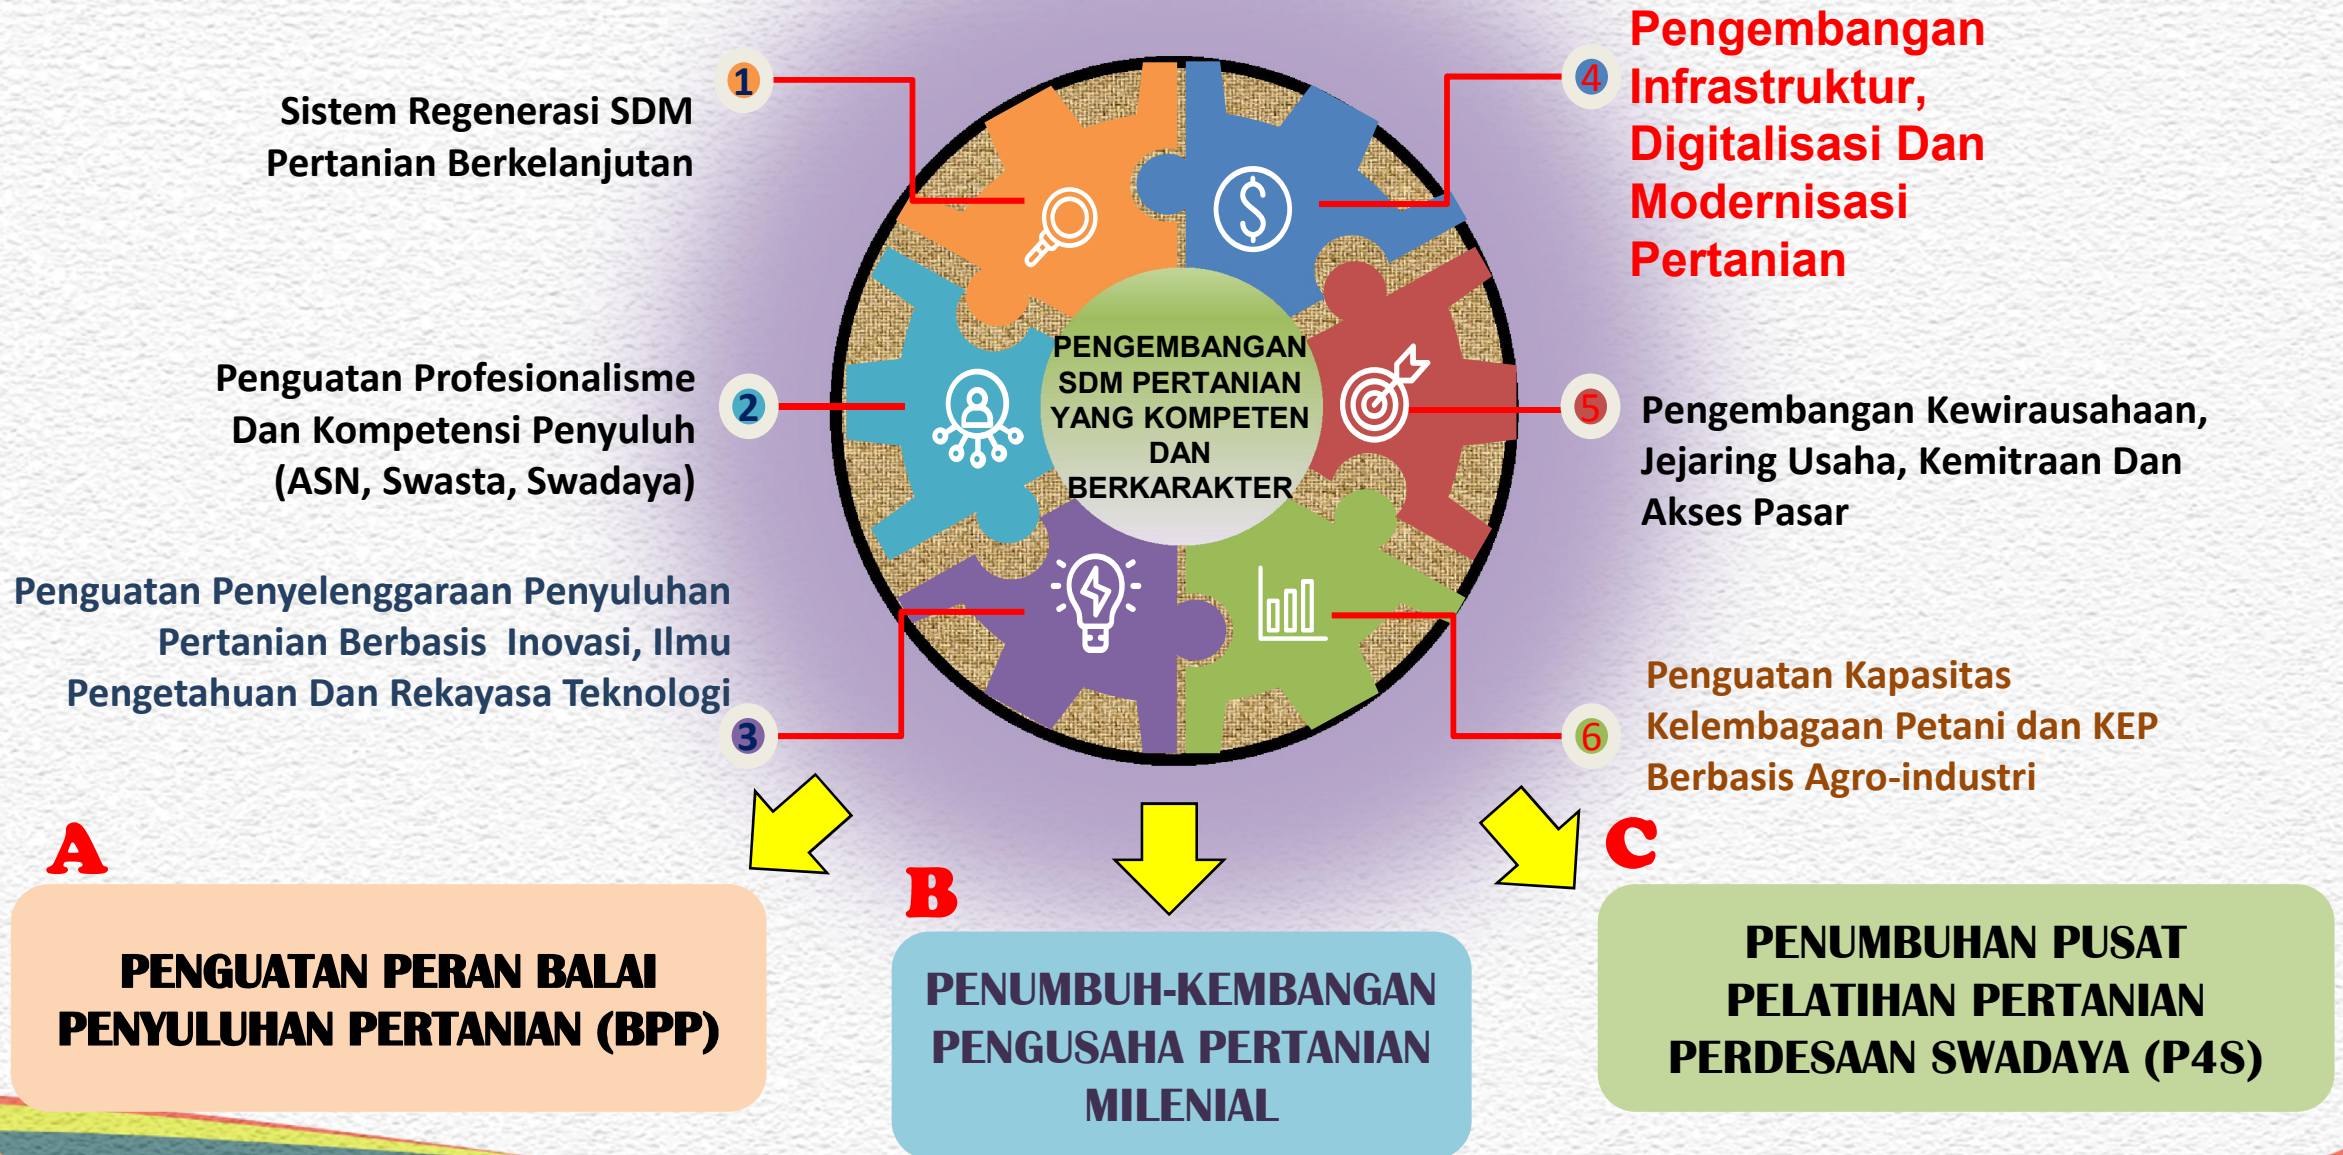 1
Sistem Regenerasi SDM
Pertanian Berkelanjutan
2
Penguatan Profesionalisme
Dan Kompetensi Penyuluh
(ASN, Swasta, Swadaya)
3
Penguatan Penyelenggaraan Penyuluhan
Pertanian Berbasis Inovasi, Ilmu
Pengetahuan Dan Rekayasa Teknologi
PENGEMBANGAN
SDM PERTANIAN
YANG KOMPETEN
DAN
BERKARAKTER
4
Pengembangan
Infrastruktur,
Digitalisasi Dan
Modernisasi
Pertanian
5
Pengembangan Kewirausahaan,
Jejaring Usaha, Kemitraan Dan
Akses Pasar
6
Penguatan Kapasitas
Kelembagaan Petani dan KEP
Berbasis Agro-industri
A
PENGUATAN PERAN BALAI
PENYULUHAN PERTANIAN (BPP)
B
PENUMBUH-KEMBANGAN
PENGUSAHA PERTANIAN
MILENIAL
C
PENUMBUHAN PUSAT
PELATIHAN PERTANIAN
PERDESAAN SWADAYA (P4S)